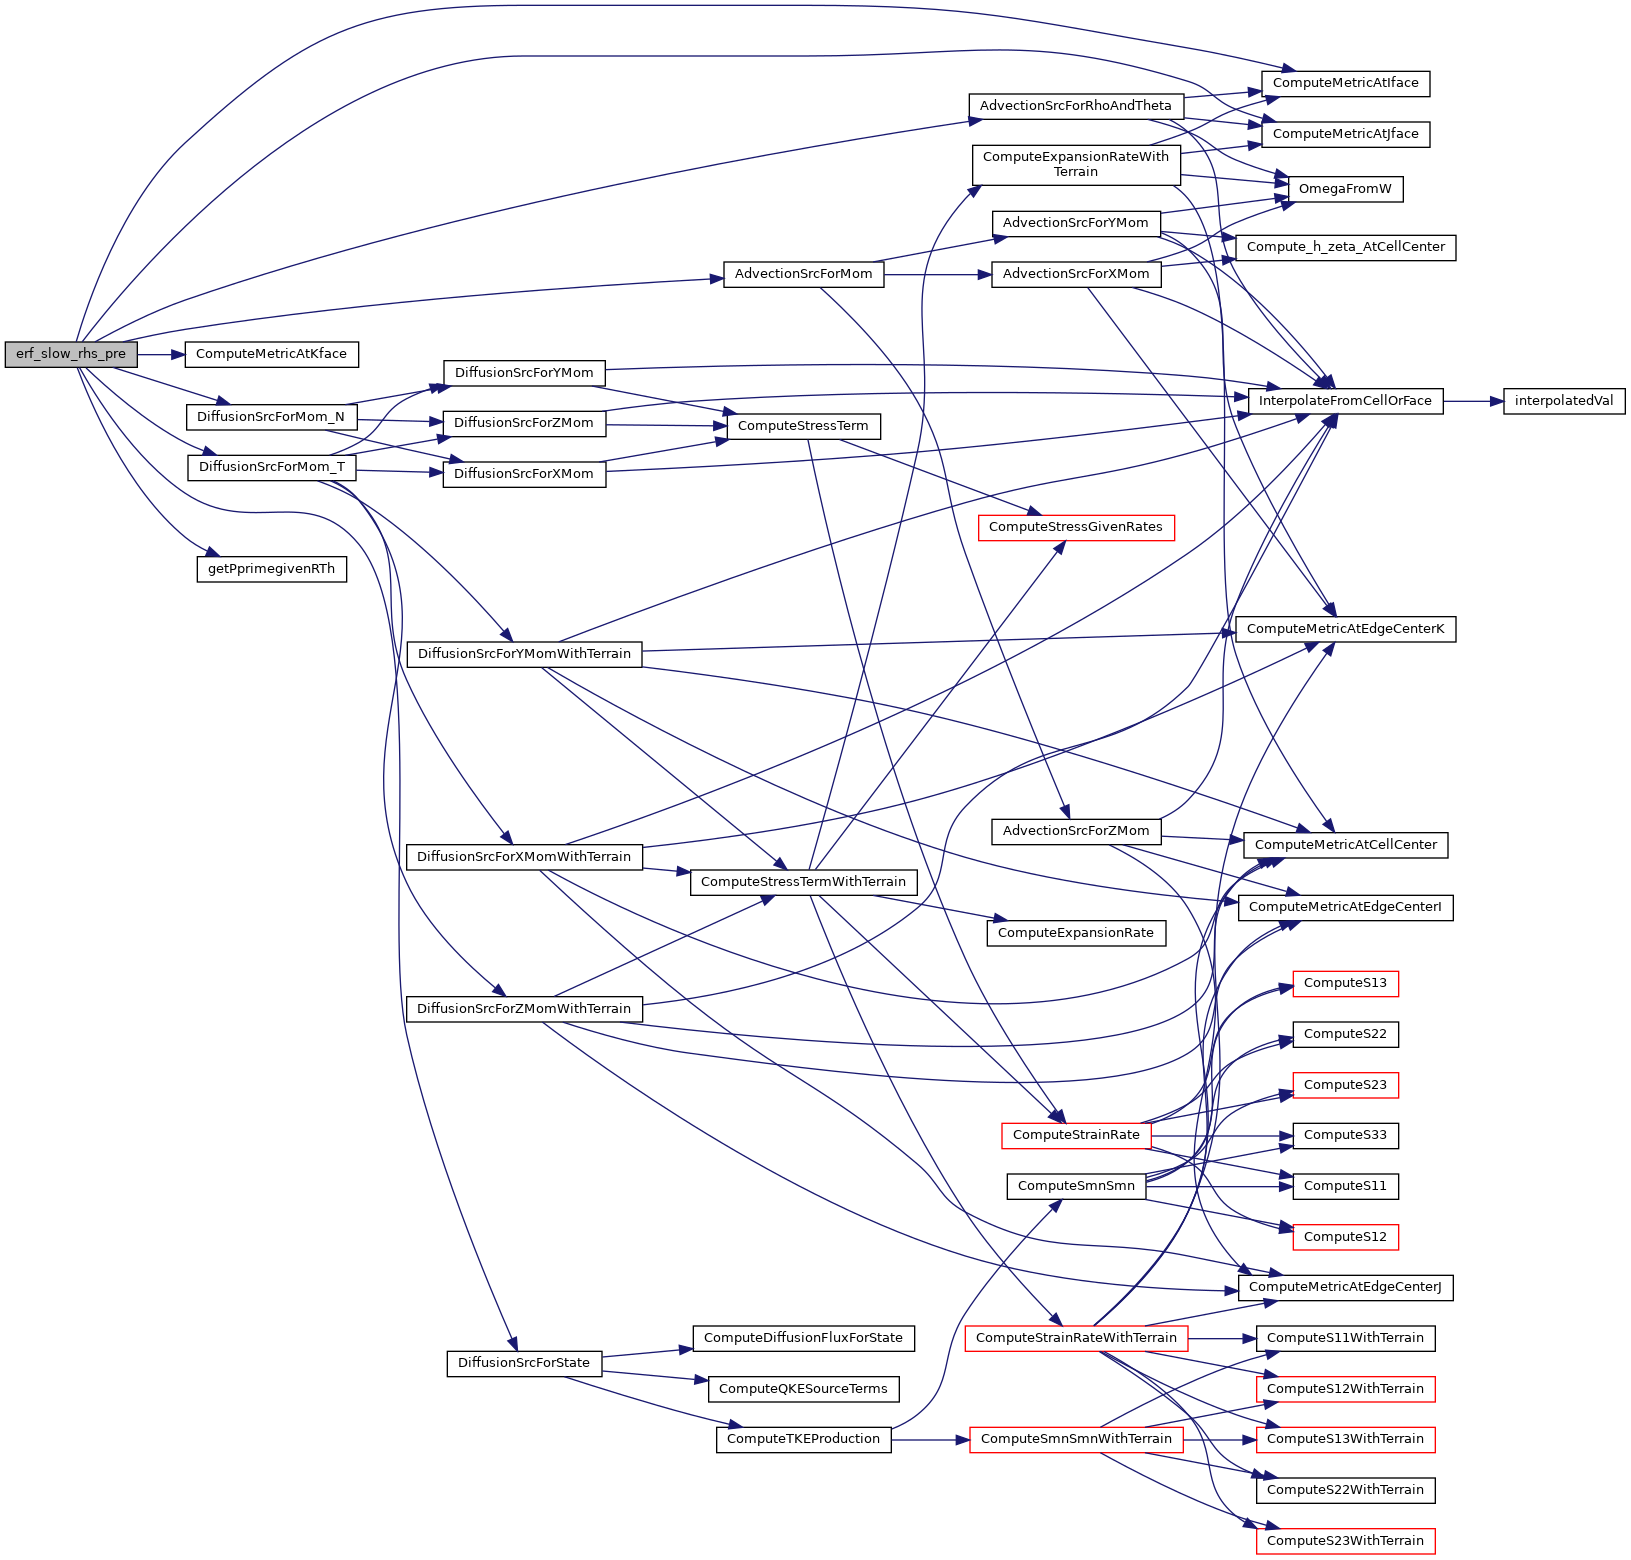 erf_slow_rhs_pre
ComputeMetricAtKface
DiffusionSrcForMom_N
DiffusionSrcForMom_T
getPprimegivenRTh
DiffusionSrcForYMom
DiffusionSrcForZMom
DiffusionSrcForXMom
DiffusionSrcForYMomWithTerrain
DiffusionSrcForXMomWithTerrain
DiffusionSrcForZMomWithTerrain
DiffusionSrcForState
AdvectionSrcForMom
ComputeStressTerm
ComputeStressTermWithTerrain
ComputeDiffusionFluxForState
ComputeQKESourceTerms
ComputeTKEProduction
AdvectionSrcForRhoAndTheta
ComputeExpansionRateWith
Terrain
AdvectionSrcForYMom
AdvectionSrcForXMom
ComputeStressGivenRates
AdvectionSrcForZMom
ComputeExpansionRate
ComputeStrainRate
ComputeSmnSmn
ComputeStrainRateWithTerrain
ComputeSmnSmnWithTerrain
ComputeMetricAtIface
ComputeMetricAtJface
OmegaFromW
Compute_h_zeta_AtCellCenter
InterpolateFromCellOrFace
ComputeMetricAtEdgeCenterK
ComputeMetricAtCellCenter
ComputeMetricAtEdgeCenterI
ComputeS13
ComputeS22
ComputeS23
ComputeS33
ComputeS11
ComputeS12
ComputeMetricAtEdgeCenterJ
ComputeS11WithTerrain
ComputeS12WithTerrain
ComputeS13WithTerrain
ComputeS22WithTerrain
ComputeS23WithTerrain
interpolatedVal